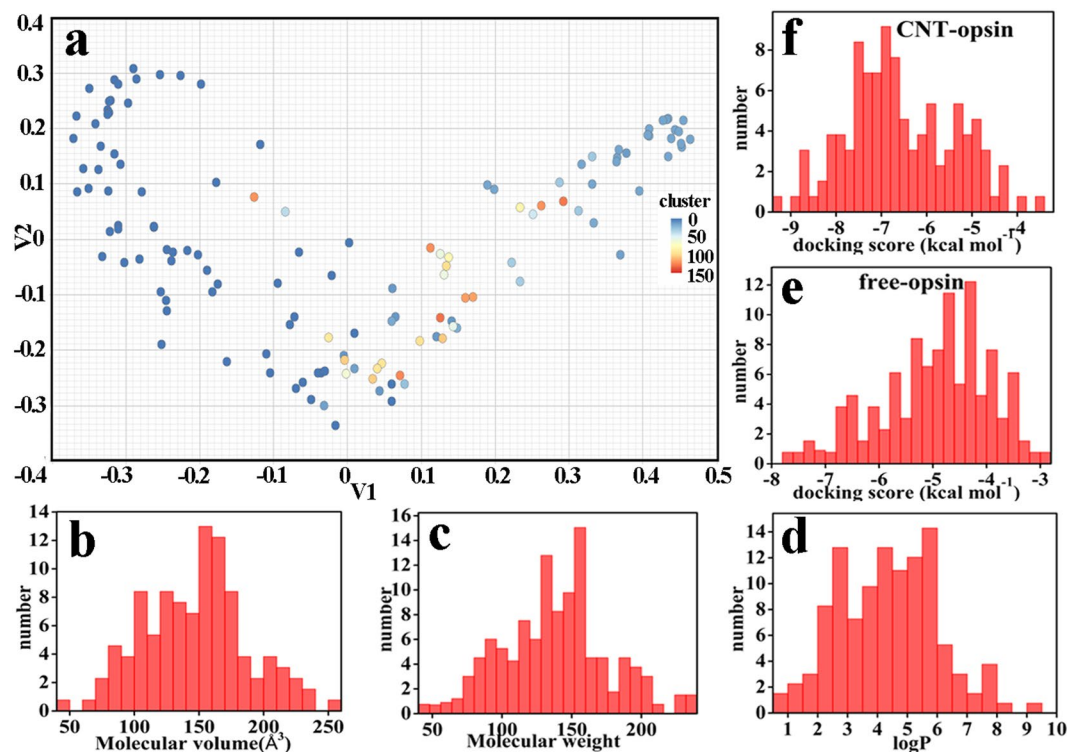 a
0.4
0.3
0.2
0.1
0
-0.1
-0.2
-0.3
-0.4
V2
-0.3 -0.2 -0.1 0 0.1 0.2 0.3 0.4 0.5
V1
cluster
0
50
100
150
f
CNT-opsin
number
8
6
4
2
0
-9 -8 -7 -6 -5 -4
docking score (kcal mol-1)
e
free-opsin
number
12
10
8
6
4
2
0
-8 -7 -6 -5 -4 -3
docking score (kcal mol-1)
b
number
14
12
10
8
6
4
2
0
50 100 150 200 250
Molecular volume(Å3)
c
number
16
14
12
10
8
6
4
2
0
50 100 150 200
Molecular weight
d
number
14
12
10
8
6
4
2
0
1 2 3 4 5 6 7 8 9 10
logP